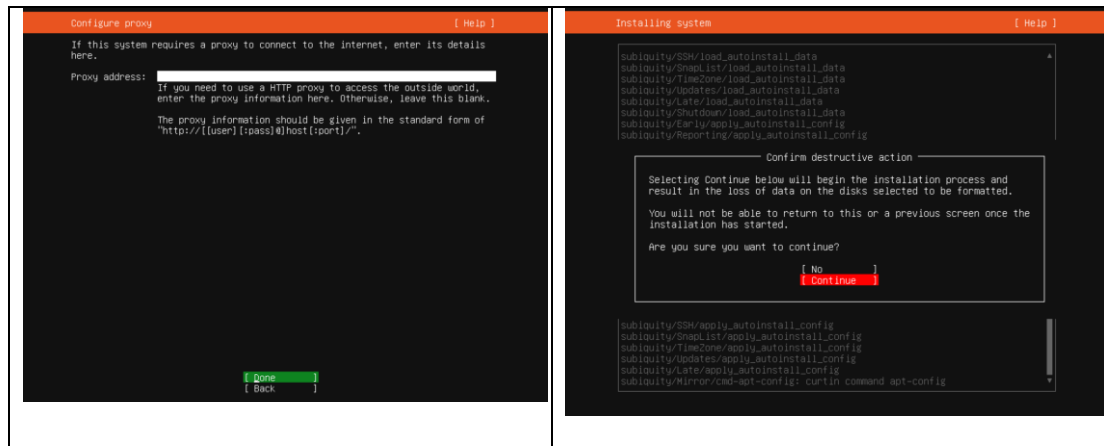 Configure proxy [ Help ]
If this system requires a proxy to connect to the internet, enter its details
here.
Proxy address:
If you need to use a HTTP proxy to access the outside world,
enter the proxy information here. Otherwise, leave this blank.
The proxy information should be given in the standard form of
"http://[[user][:pass]@]host[:port]/".
[ Done ]
[ Back ]
Installing system [ Help ]
subiquity/SSH/load_autoinstall_data
subiquity/SnapList/load_autoinstall_data
subiquity/TimeZone/load_autoinstall_data
subiquity/Updates/load_autoinstall_data
subiquity/Late/load_autoinstall_data
subiquity/Shutdown/load_autoinstall_data
subiquity/Early/apply_autoinstall_config
subiquity/Reporting/apply_autoinstall_config
Confirm destructive action
Selecting Continue below will begin the installation process and
result in the loss of data on the disks selected to be formatted.
You will not be able to return to this or a previous screen once the
installation has started.
Are you sure you want to continue?
[ No ]
[ Continue ]
subiquity/SSH/apply_autoinstall_config
subiquity/SnapList/apply_autoinstall_config
subiquity/TimeZone/apply_autoinstall_config
subiquity/Updates/apply_autoinstall_config
subiquity/Late/apply_autoinstall_config
subiquity/Mirror/cmd-apt-config: curtin command apt-config